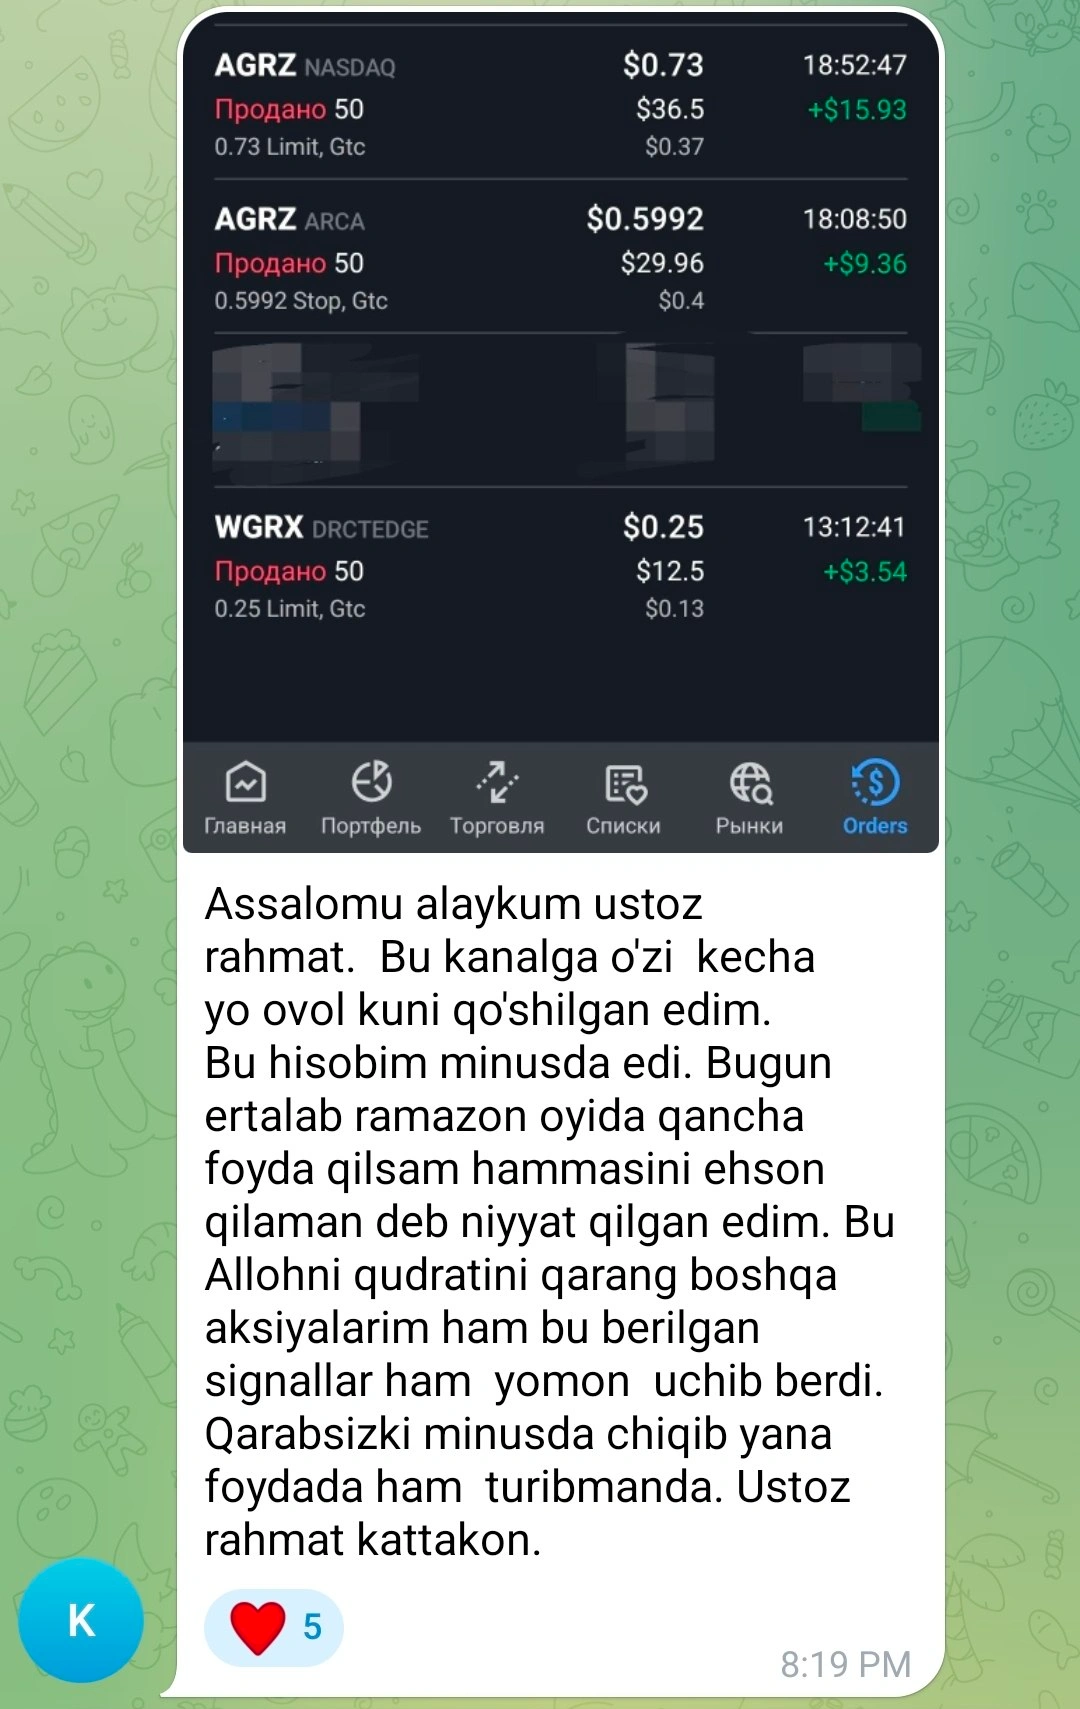 AGRZ NASDAQ $0.73 18:52:47
Продано 50 $36.5 +$15.93
0.73 Limit, Gtc $0.37
AGRZ ARCA $0.5992 18:08:50
Продано 50 $29.96 +$9.36
0.5992 Stop, Gtc $0.4
WGRX DRCTEDGE $0.25 13:12:41
Продано 50 $12.5 +$3.54
0.25 Limit, Gtc $0.13
Главная Портфель Торговля Списки Рынки Orders
Assalomu alaykum ustoz
rahmat. Bu kanalga o'zi kecha
yo ovol kuni qo'shilgan edim.
Bu hisobim minusda edi. Bugun
ertalab ramazon oyida qancha
foyda qilsam hammasini ehson
qilaman deb niyyat qilgan edim. Bu
Allohni qudratini qarang boshqa
aksiyalarim ham bu berilgan
signallar ham yomon uchib berdi.
Qarabsizki minusda chiqib yana
foydada ham turibmanda. Ustoz
rahmat kattakon.
K
❤ 5
8:19 PM